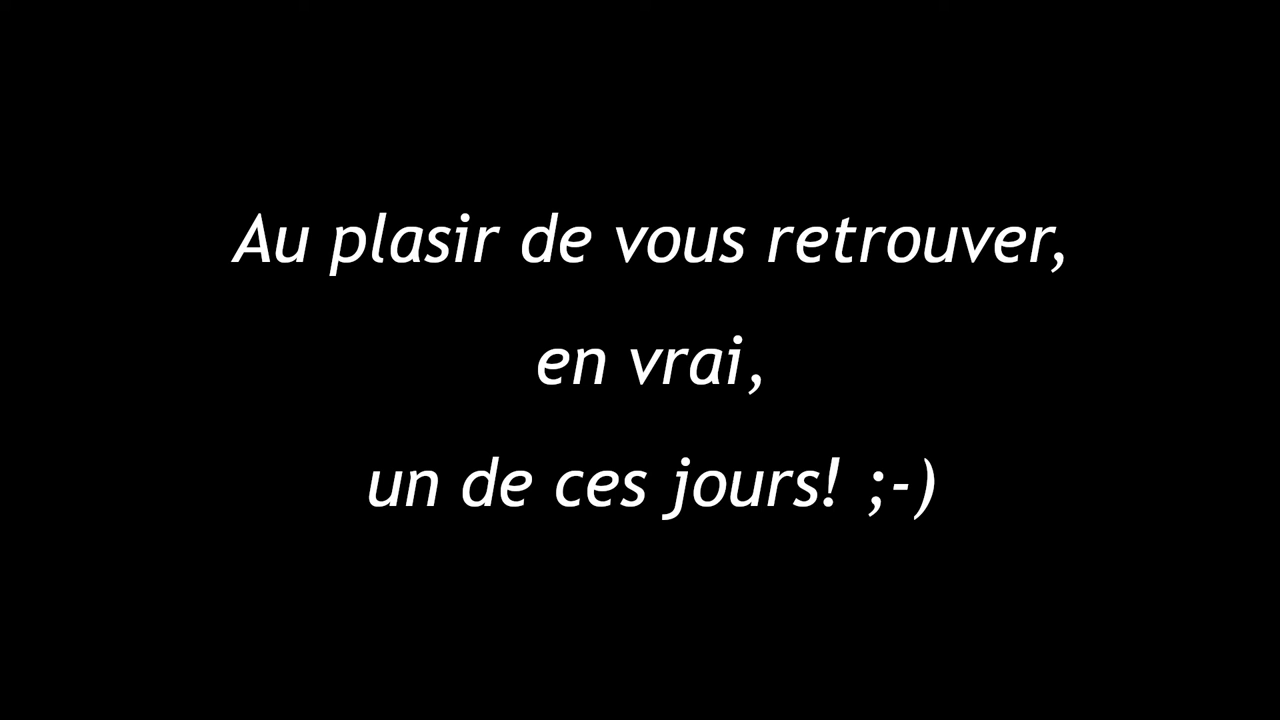 Au plasir de vous retrouver,
en vrai,
un de ces jours! ;-)